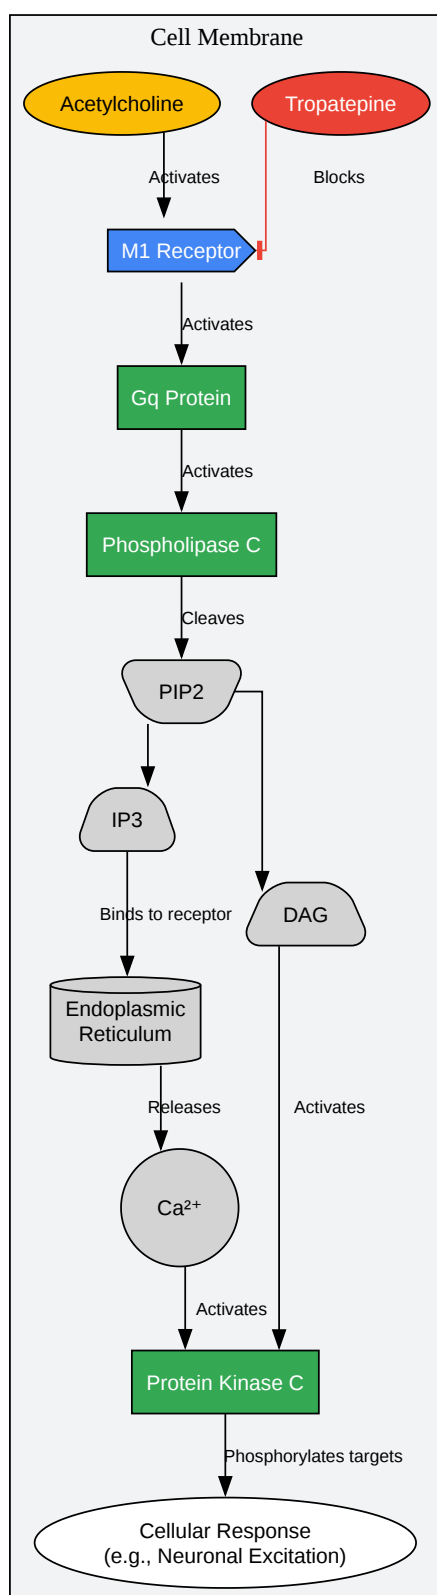 Cell Membrane
Acetylcholine
Tropatepine
Activates
Blocks
M1 Receptor
Activates
Gq Protein
Activates
Phospholipase C
Cleaves
PIP2
IP3
Binds to receptor
DAG
Endoplasmic
Reticulum
Releases
Activates
Ca²⁺
Activates
Protein Kinase C
Phosphorylates targets
Cellular Response
(e.g., Neuronal Excitation)